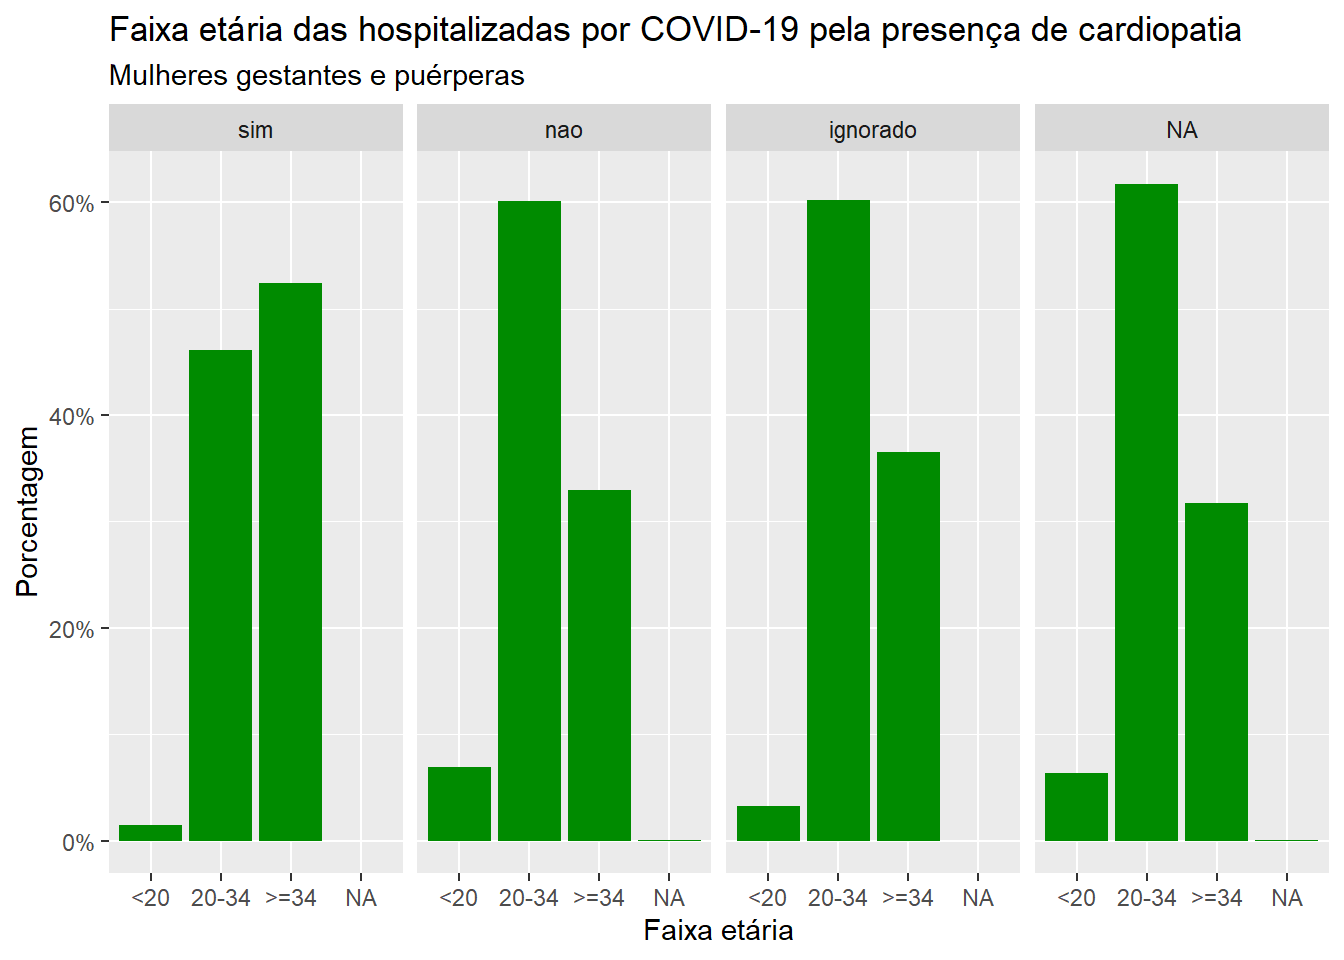 Faixa etária das hospitalizadas por COVID-19 pela presença de cardiopatia
Mulheres gestantes e puérperas
sim nao ignorado NA
60%
40%
20%
0%
Porcentagem
<20 20-34 >=34 NA <20 20-34 >=34 NA <20 20-34 >=34 NA <20 20-34 >=34 NA
Faixa etária